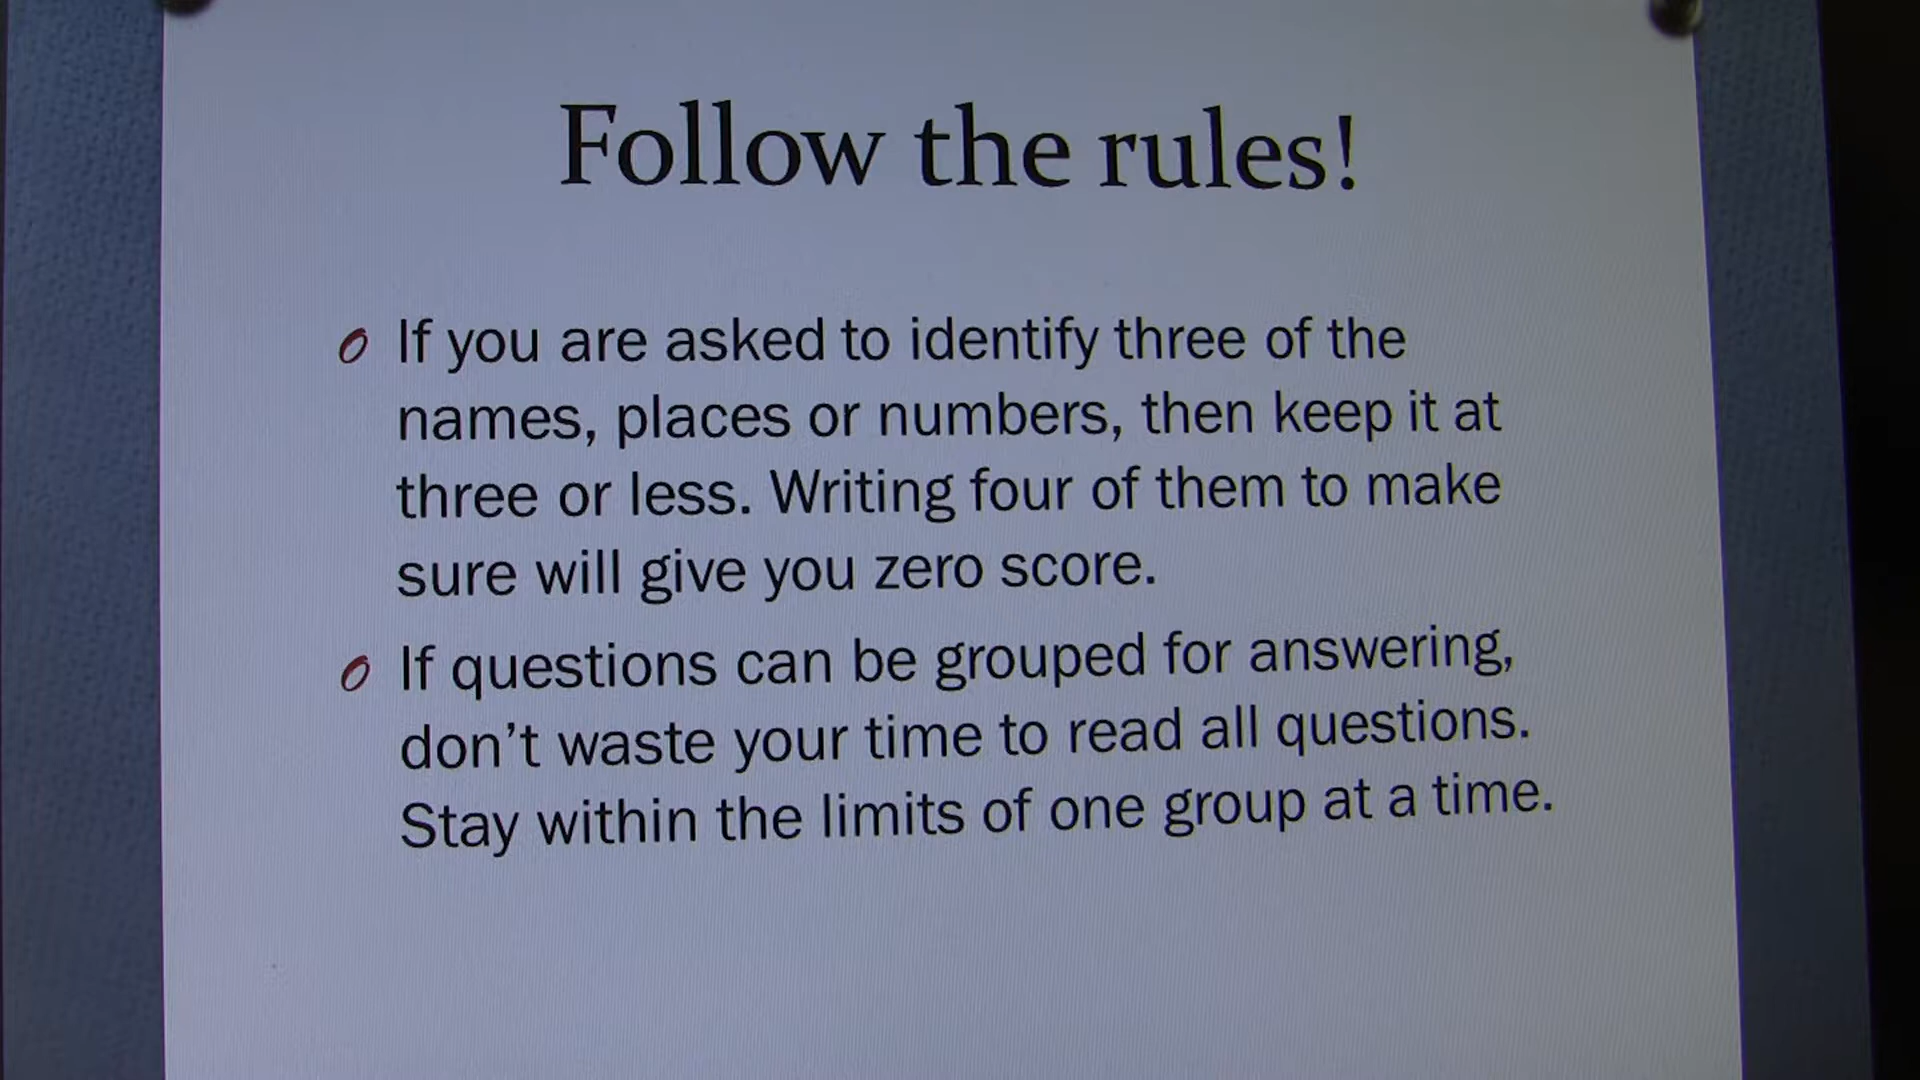 Follow the rules!
If you are asked to identify three of the
names, places or numbers, then keep it at
three or less. Writing four of them to make
sure will give you zero score.
If questions can be grouped for answering,
don't waste your time to read all questions.
Stay within the limits of one group at a time.